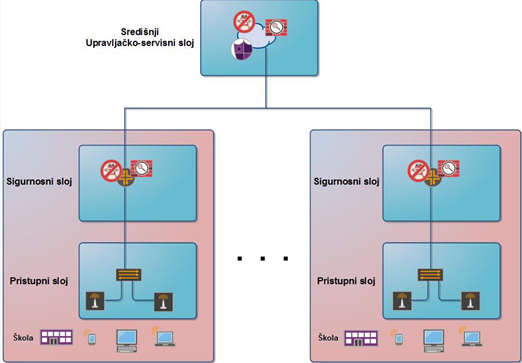 Središnji
Upravljačko-servisni sloj
Sigurnosni sloj
Pristupni sloj
Škola
. . .
Sigurnosni sloj
Pristupni sloj
Škola